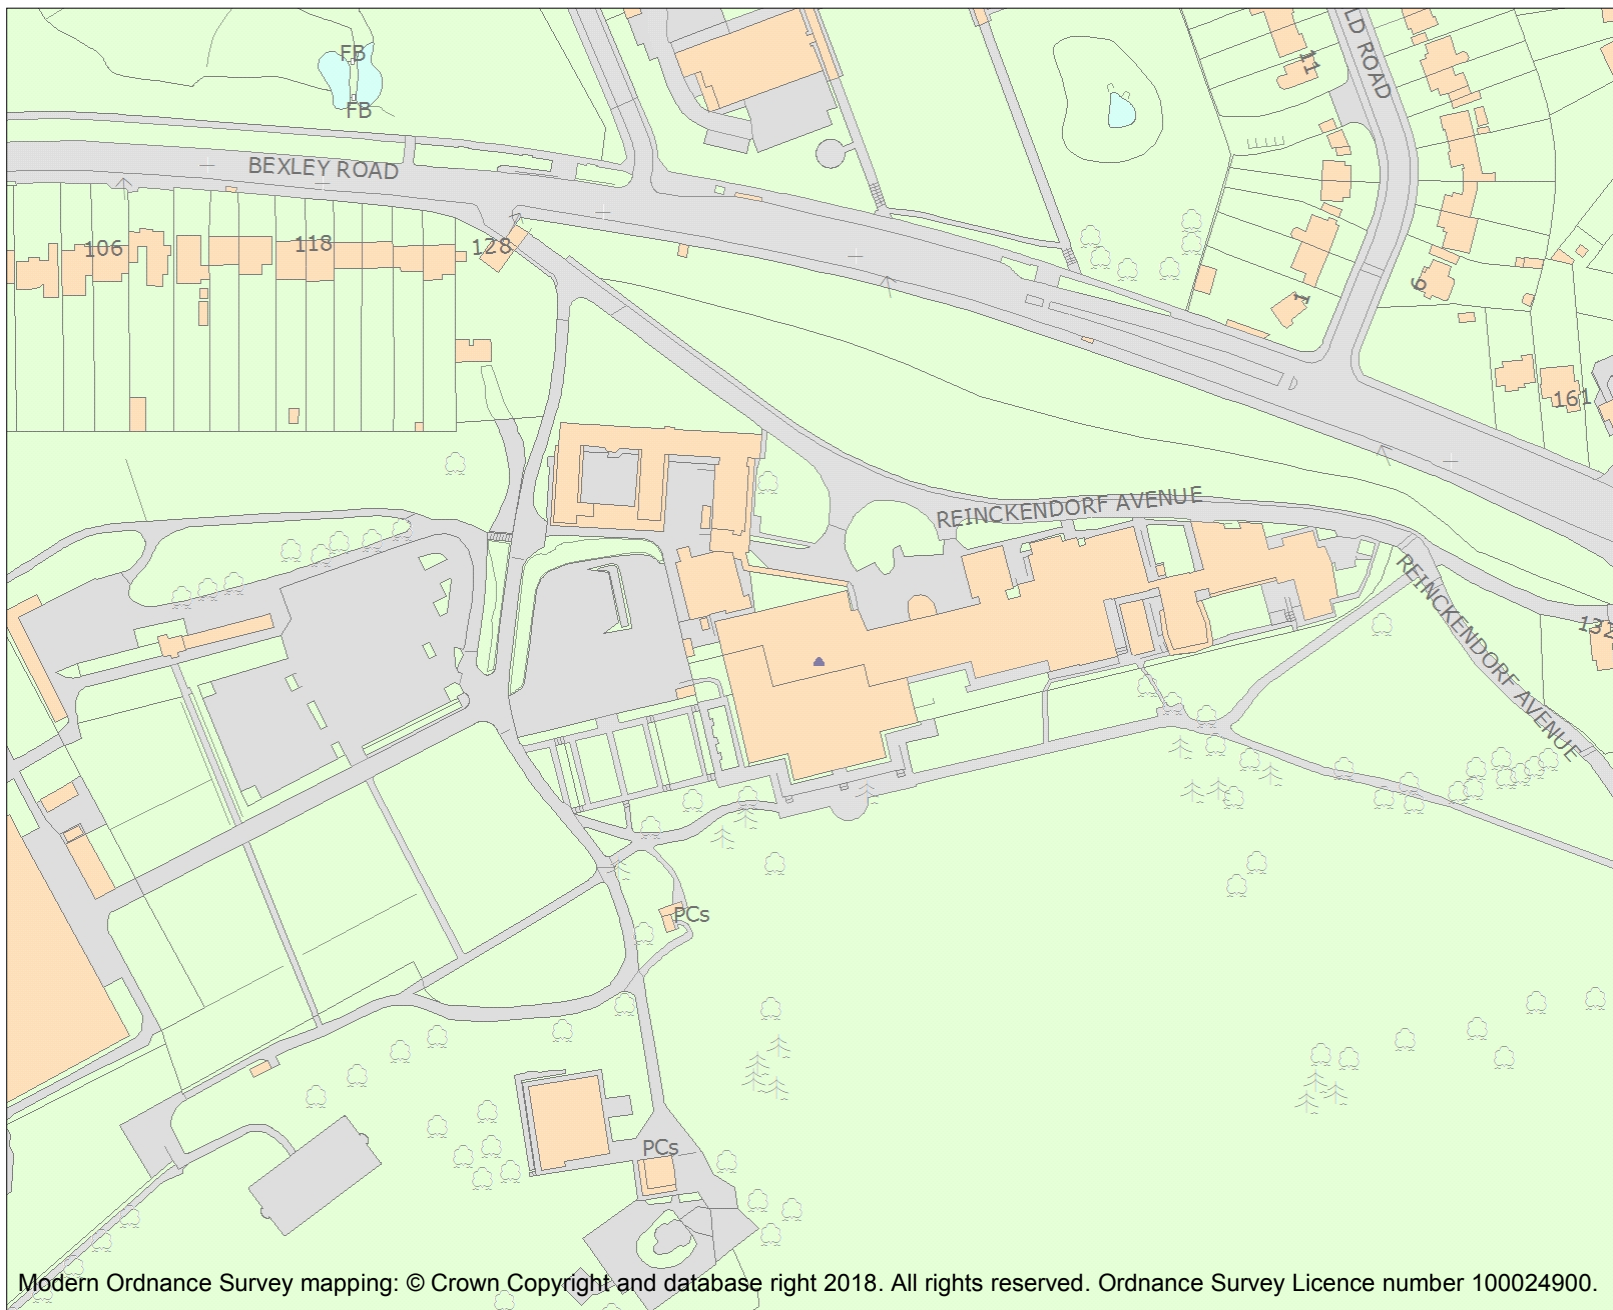 FB
FB
BEXLEY ROAD
LD ROAD
11
106
118
128
1
9
161
REINCKENDORF AVENUE
REINCKENDORF AVENUE
132
PCs
PCs
Modern Ordnance Survey mapping: © Crown Copyright and database right 2018. All rights reserved. Ordnance Survey Licence number 100024900.